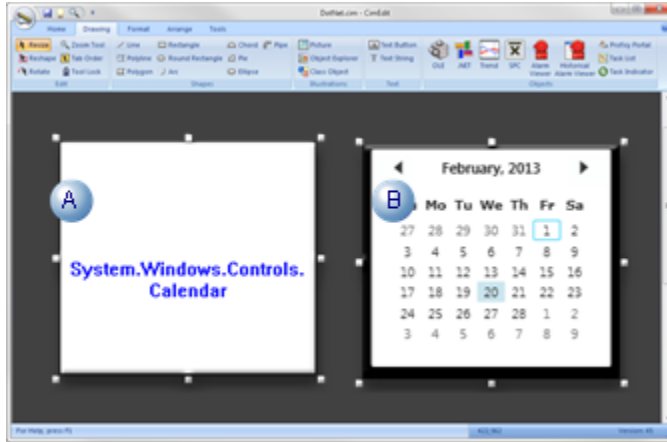 DotNet.cim - CimEdit
Home Drawing Format Arrange Tools
Resize Zoom Tool Line Rectangle Chord Pipe Picture Text Button Proficy Portal
Reshape Tab Order Polyline Round Rectangle Pie Object Explorer Text String Task List
Rotate Tool Lock Polygon Arc Ellipse Class Object Task Indicator
OLE .NET Trend SPC Alarm Viewer Historical Alarm Viewer
Edit Shapes Illustrations Text Objects
A
System.Windows.Controls.
Calendar
B
February, 2013
Mo Tu We Th Fr Sa
27 28 29 30 31 1 2
3 4 5 6 7 8 9
10 11 12 13 14 15 16
17 18 19 20 21 22 23
24 25 26 27 28 1 2
3 4 5 6 7 8 9
For Help, press F1